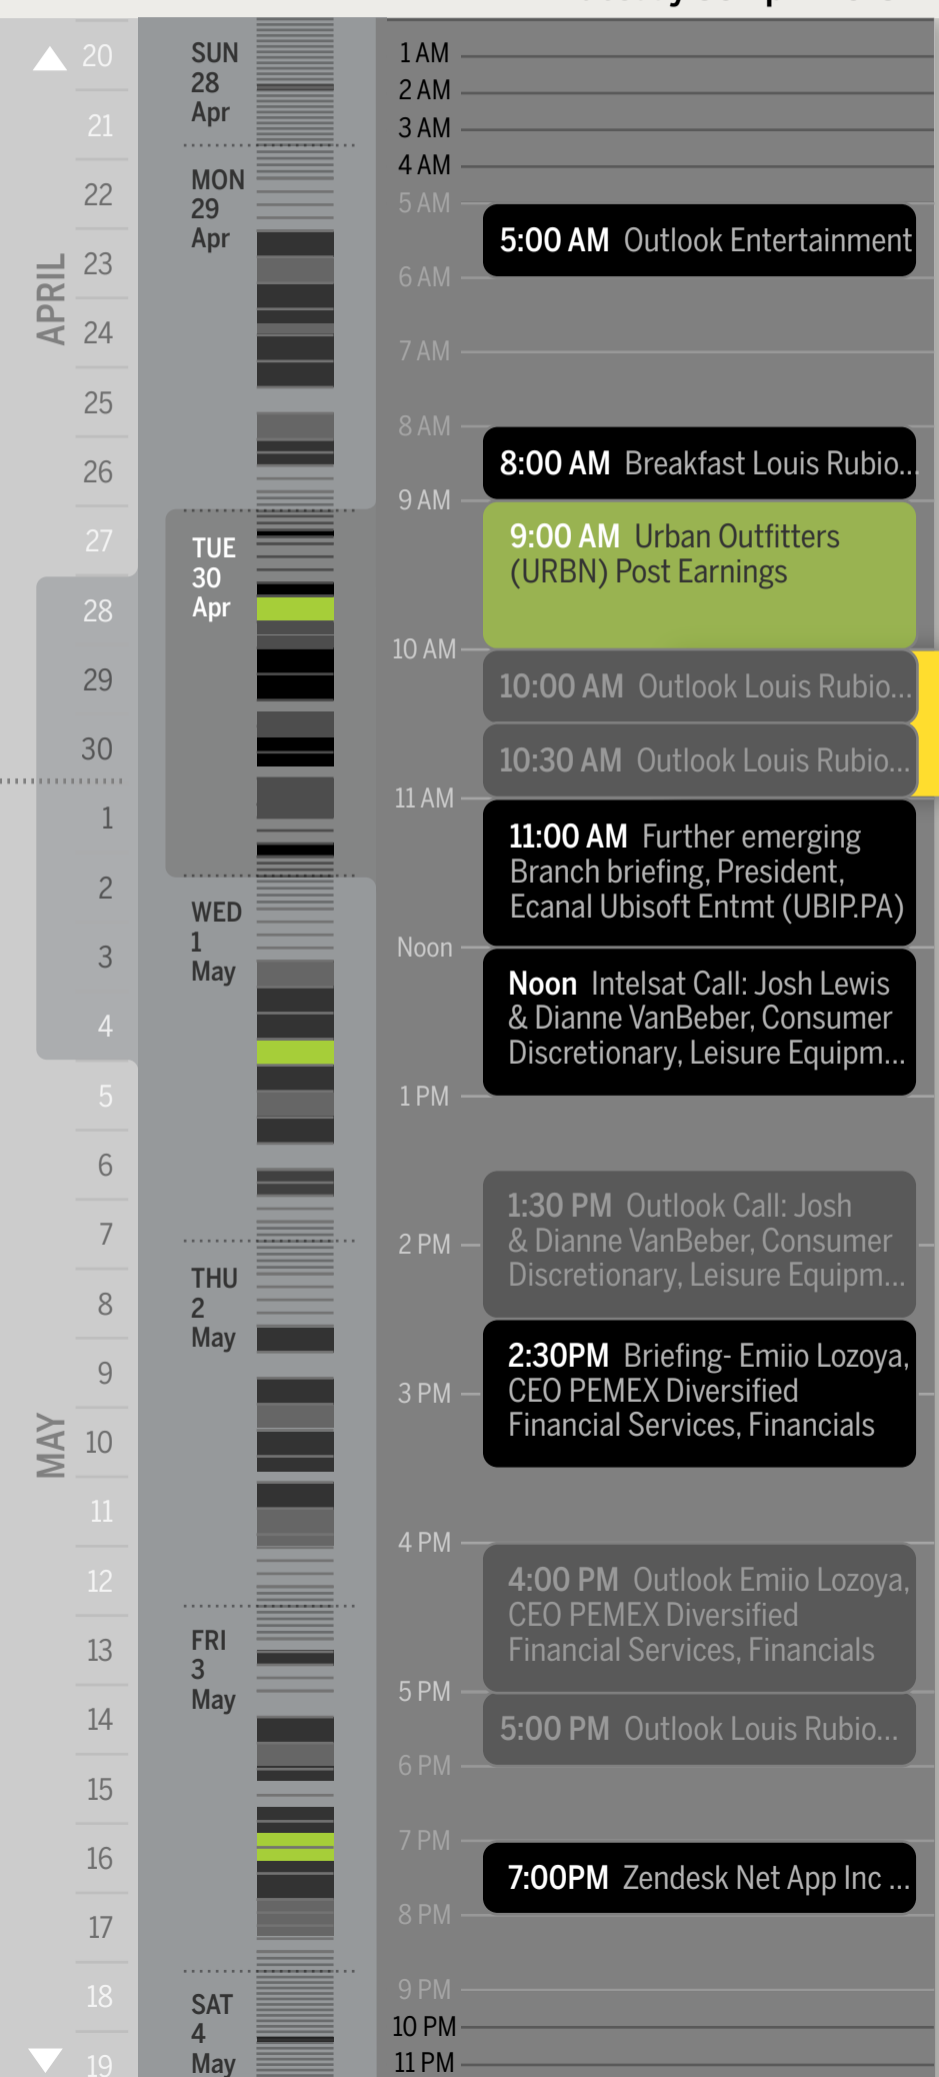 APRIL
20
21
22
23
24
25
26
27
28
29
30
MAY
1
2
3
4
5
6
7
8
9
10
11
12
13
14
15
16
17
18
19
SUN
28
Apr
MON
29
Apr
TUE
30
Apr
WED
1
May
THU
2
May
FRI
3
May
SAT
4
May
1 AM
2 AM
3 AM
4 AM
5 AM
5:00 AM Outlook Entertainment
6 AM
7 AM
8 AM
8:00 AM Breakfast Louis Rubio...
9 AM
9:00 AM Urban Outfitters
(URBN) Post Earnings
10 AM
10:00 AM Outlook Louis Rubio...
10:30 AM Outlook Louis Rubio...
11 AM
11:00 AM Further emerging
Branch briefing, President,
Ecanal Ubisoft Entmt (UBIP.PA)
Noon
Noon Intelsat Call: Josh Lewis
& Dianne VanBeber, Consumer
Discretionary, Leisure Equipm...
1 PM
1:30 PM Outlook Call: Josh
2 PM
& Dianne VanBeber, Consumer
Discretionary, Leisure Equipm...
2:30PM Briefing- Emiio Lozoya,
3 PM
CEO PEMEX Diversified
Financial Services, Financials
4 PM
4:00 PM Outlook Emiio Lozoya,
CEO PEMEX Diversified
Financial Services, Financials
5 PM
5:00 PM Outlook Louis Rubio...
6 PM
7 PM
7:00PM Zendesk Net App Inc ...
8 PM
9 PM
10 PM
11 PM